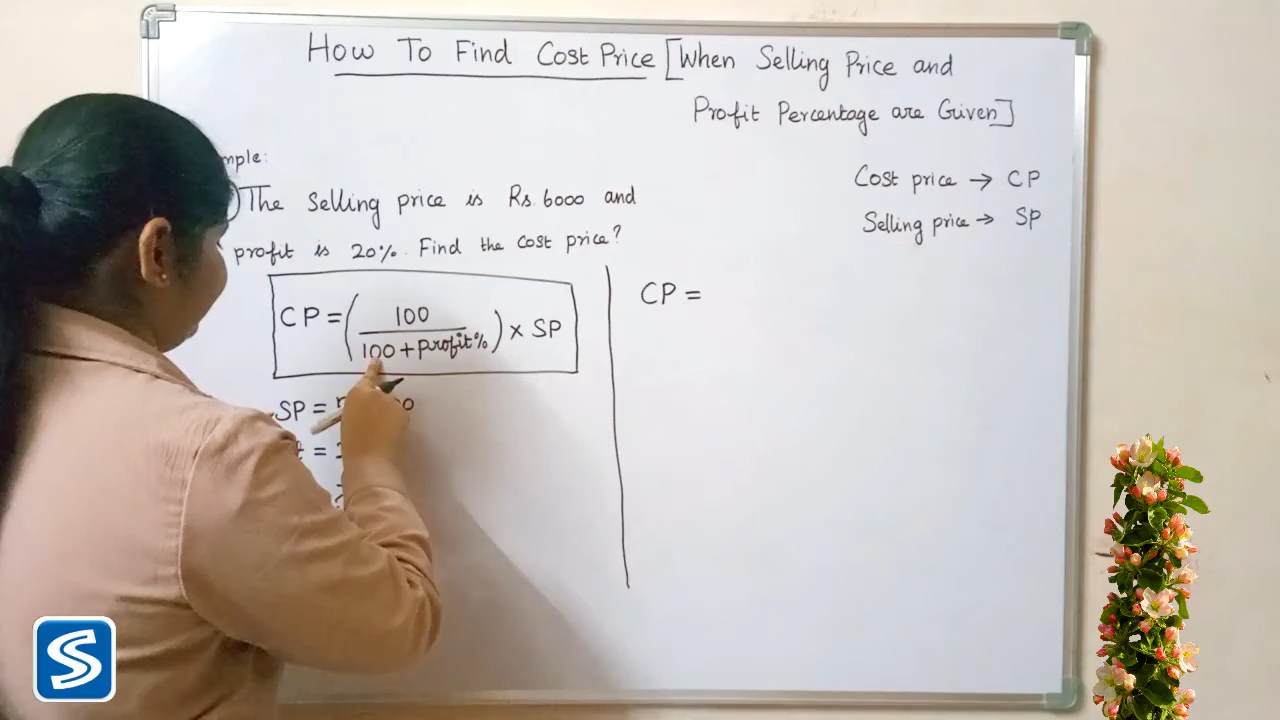 How To Find Cost Price [When Selling Price and
Profit Percentage are Given]
mple:
Cost price → CP
) The Selling price is Rs. 6000 and
Selling price → SP
profit is 20%. Find the cost price?
CP = (100 / 100 + profit%) × SP
CP =
SP =
S